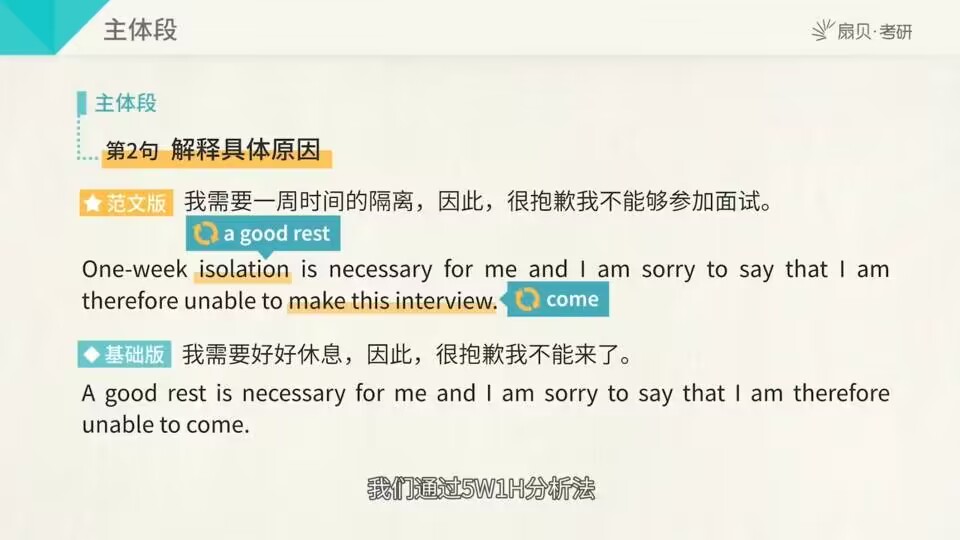 主体段
扇贝·考研
主体段
第2句 解释具体原因
范文版 我需要一周时间的隔离，因此，很抱歉我不能够参加面试。
a good rest
One-week isolation is necessary for me and I am sorry to say that I am
therefore unable to make this interview. come
基础版 我需要好好休息，因此，很抱歉我不能来了。
A good rest is necessary for me and I am sorry to say that I am therefore
unable to come.
我们通过5W1H分析法